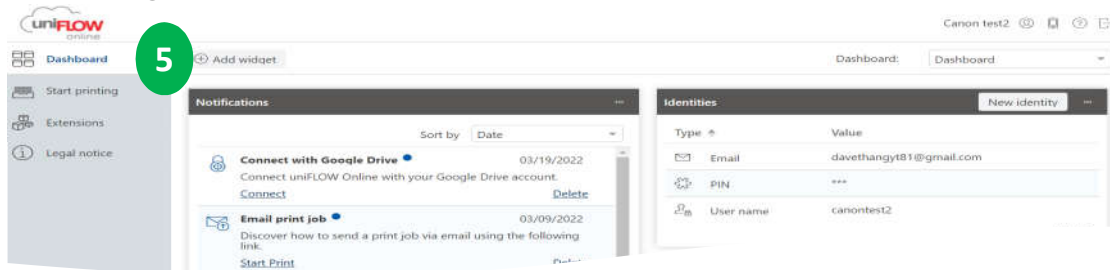 uniFLOW
online
Canon test2
Dashboard
5
Add widget
Dashboard:
Dashboard
Start printing
Extensions
Legal notice
Notifications
Sort by Date
Connect with Google Drive 03/19/2022
Connect uniFLOW Online with your Google Drive account.
Connect Delete
Email print job 03/09/2022
Discover how to send a print job via email using the following
link.
Start Print
Identities New identity
Type Value
Email davethangyt81@gmail.com
PIN ***
User name canontest2